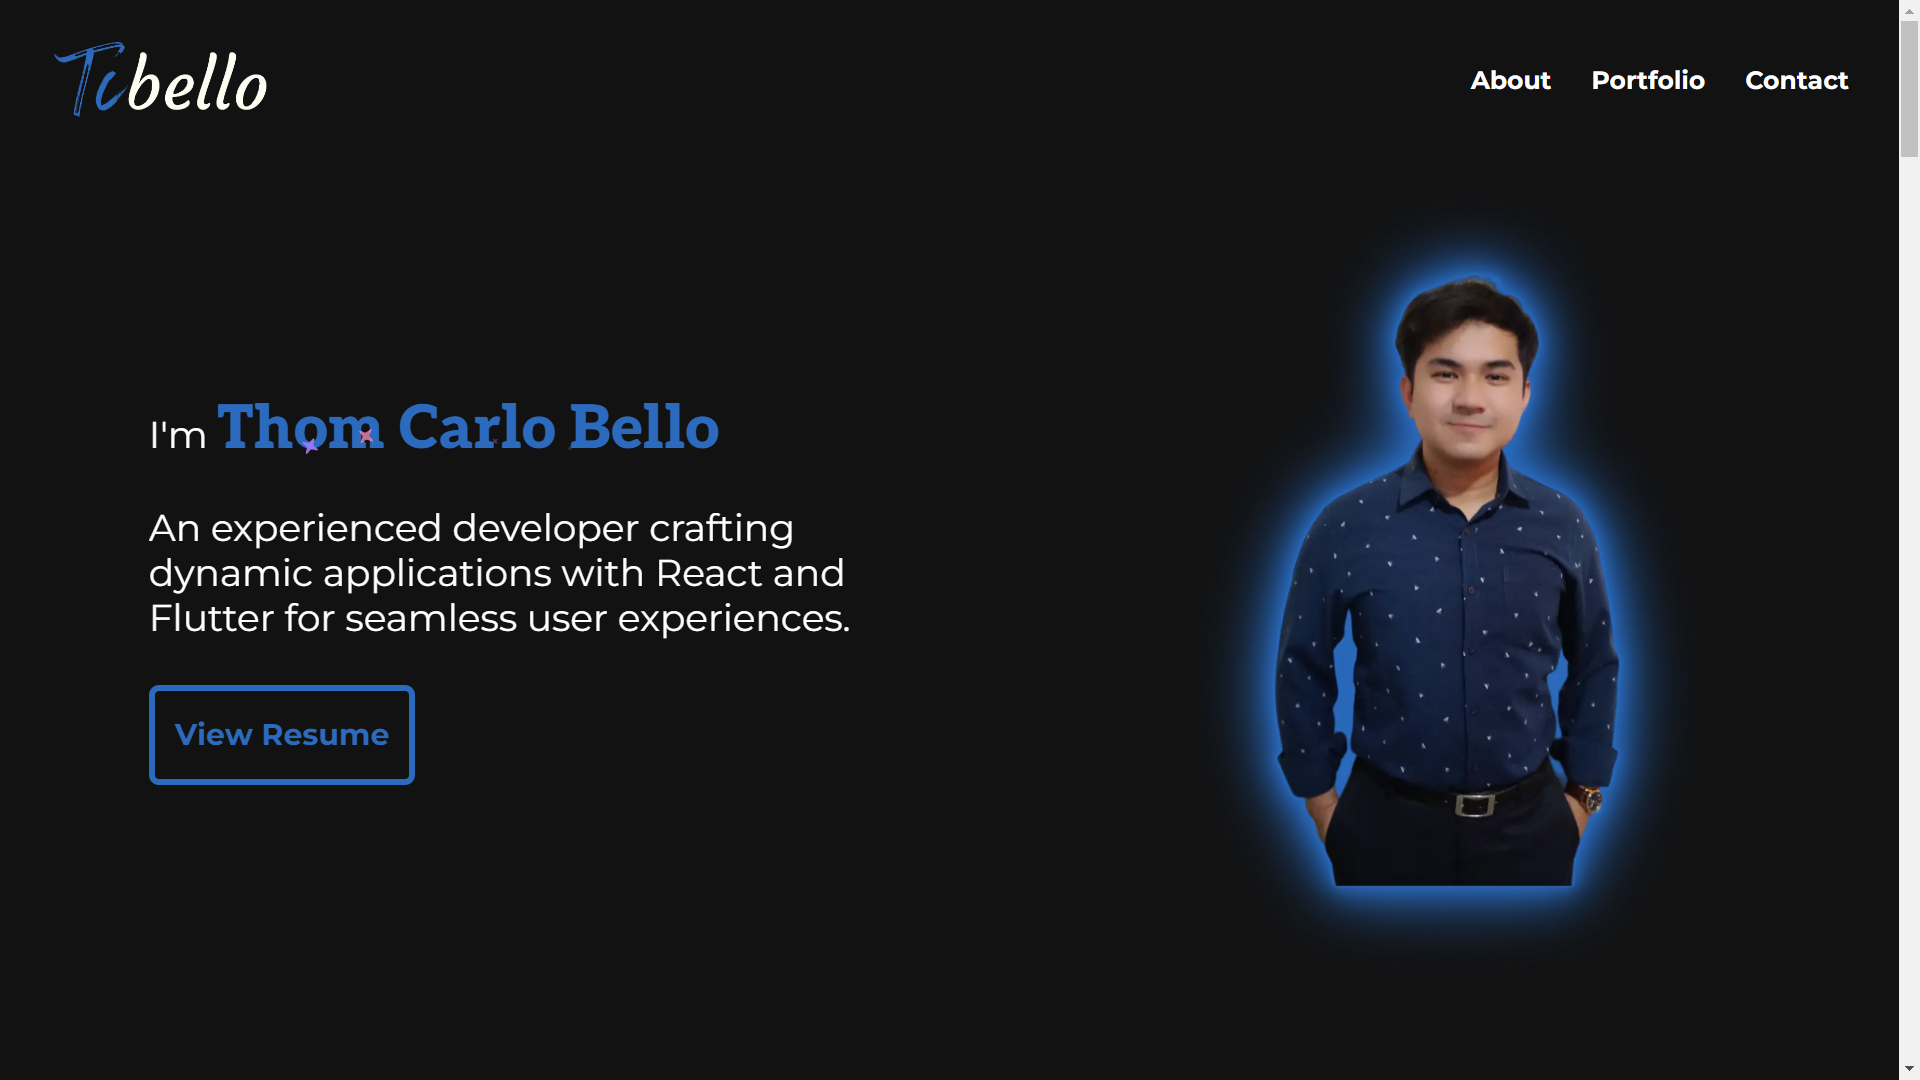 Tcbello
About Portfolio Contact
I'm Thom Carlo Bello
An experienced developer crafting
dynamic applications with React and
Flutter for seamless user experiences.
View Resume